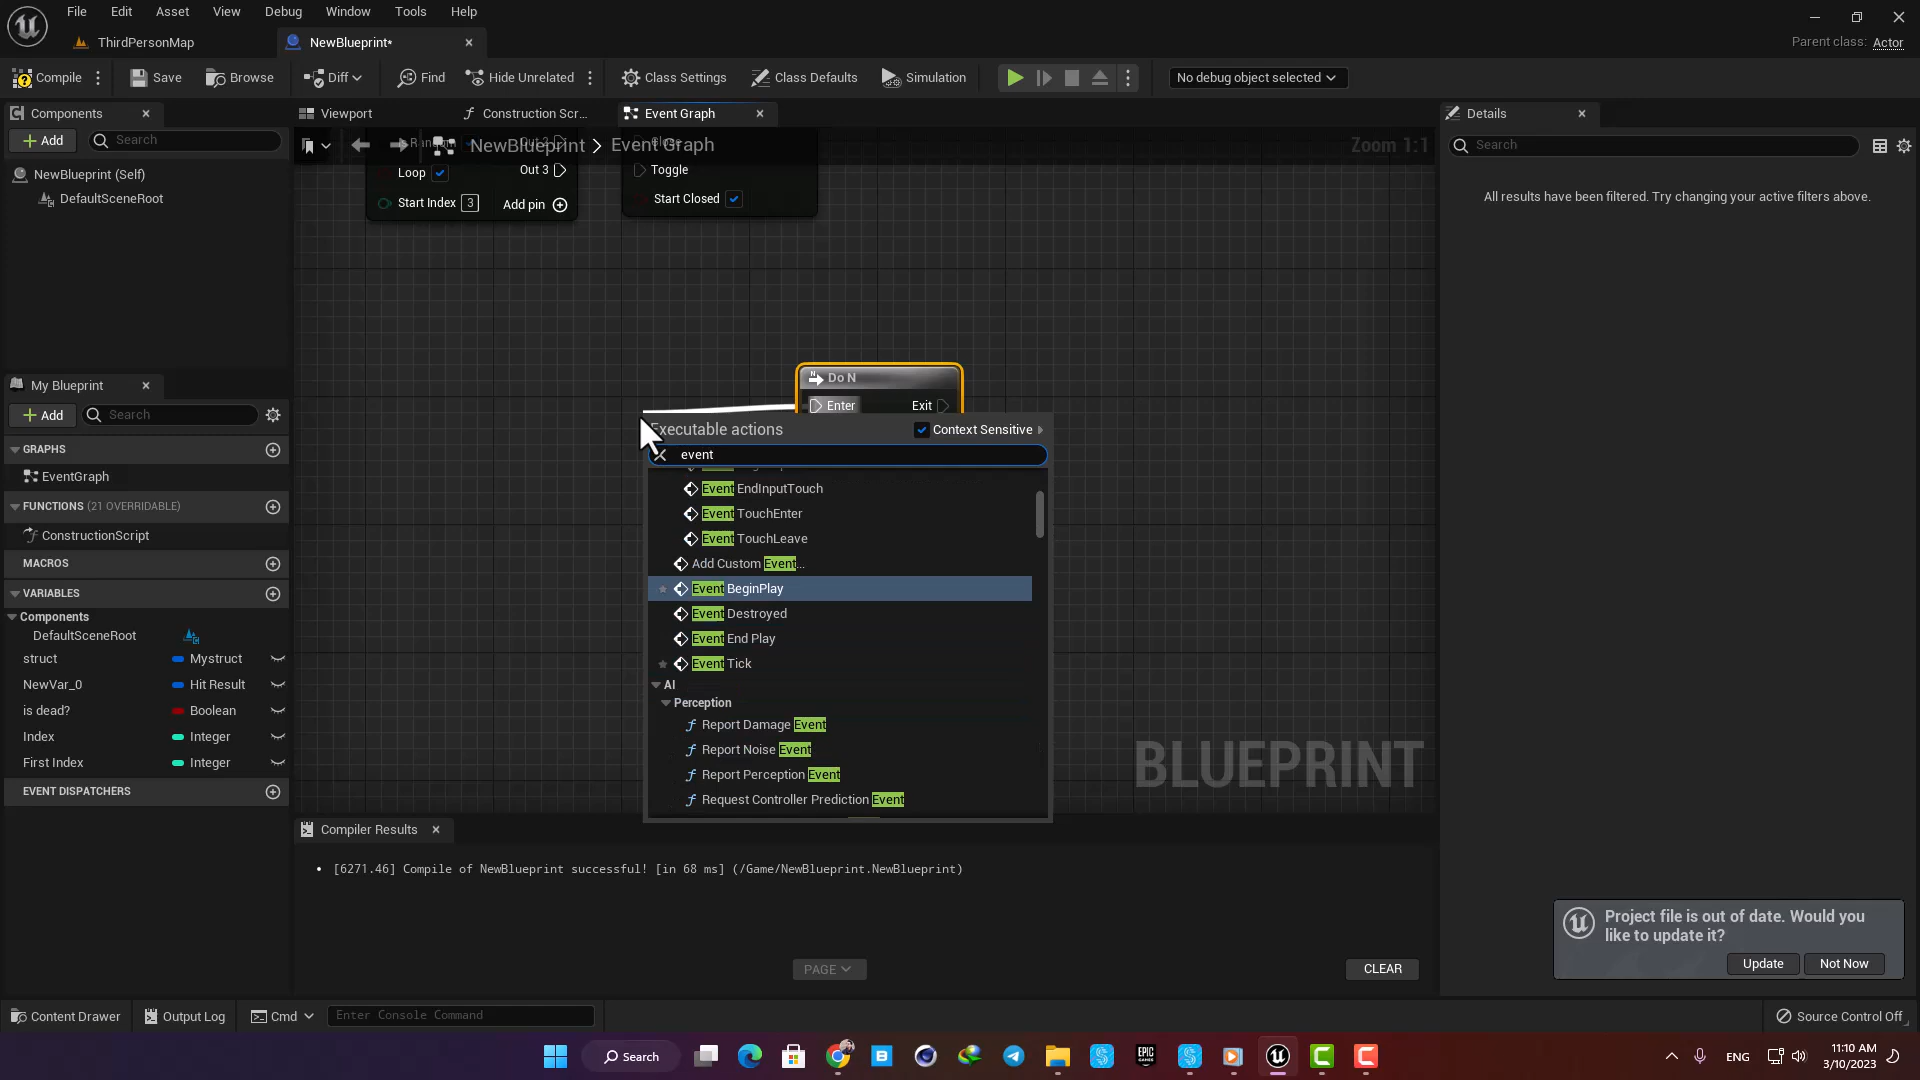 File Edit Asset View Debug Window Tools Help
ThirdPersonMap
NewBlueprint*
Parent class: Actor
Compile Save Browse Diff Find Hide Unrelated Class Settings Class Defaults Simulation No debug object selected
Components
Add Search
NewBlueprint (Self)
DefaultSceneRoot
My Blueprint
Add Search
GRAPHS
EventGraph
FUNCTIONS (21 OVERRIDABLE)
ConstructionScript
MACROS
VARIABLES
Components
DefaultSceneRoot
struct Mystruct
NewVar_0 Hit Result
is dead? Boolean
Index Integer
First Index Integer
EVENT DISPATCHERS
Viewport Construction Scr... Event Graph
NewBlueprint > Event Graph
Zoom 1:1
Loop Out 3
Start Index 3 Add pin
Close
Toggle
Start Closed
Do N
Enter Exit
Executable actions Context Sensitive
event
Event EndInputTouch
Event TouchEnter
Event TouchLeave
Add Custom Event...
Event BeginPlay
Event Destroyed
Event End Play
Event Tick
AI
Perception
Report Damage Event
Report Noise Event
Report Perception Event
Request Controller Prediction Event
BLUEPRINT
Compiler Results
[6271.46] Compile of NewBlueprint successful! [in 68 ms] (/Game/NewBlueprint.NewBlueprint)
PAGE
CLEAR
Details
Search
All results have been filtered. Try changing your active filters above.
Project file is out of date. Would you
like to update it?
Update Not Now
Content Drawer Output Log Cmd Enter Console Command Source Control Off
Search
EPIC
GAMES
ENG
11:10 AM
3/10/2023